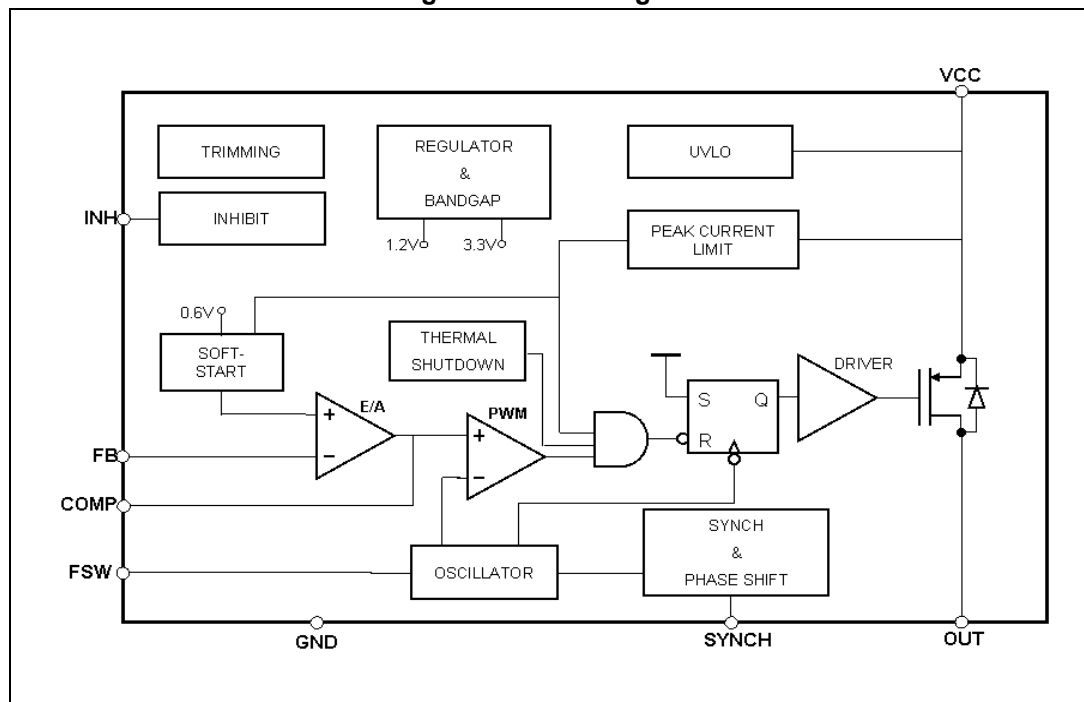 VCC
TRIMMING
REGULATOR
&
BANDGAP
UVLO
INH
INHIBIT
1.2V
3.3V
PEAK CURRENT
LIMIT
0.6V
SOFT-
START
THERMAL
SHUTDOWN
DRIVER
E/A
PWM
S
Q
R
+
−
+
−
FB
COMP
FSW
OSCILLATOR
SYNCH
&
PHASE SHIFT
GND
SYNCH
OUT